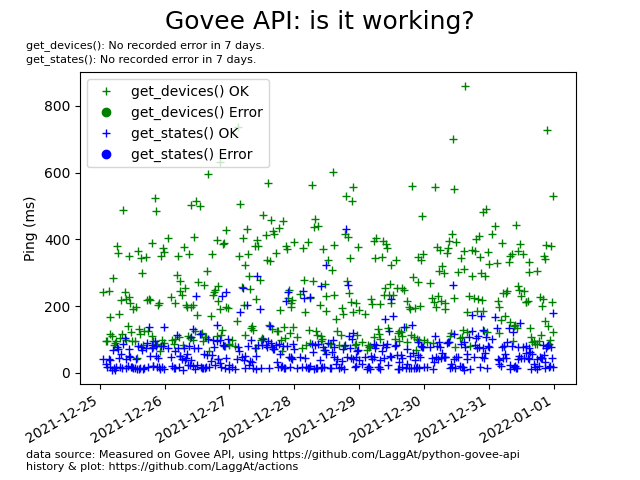 Govee API: is it working?
get_devices(): No recorded error in 7 days.
get_states(): No recorded error in 7 days.
get_devices() OK
get_devices() Error
get_states() OK
get_states() Error
Ping (ms)
800
600
400
200
0
2021-12-25
2021-12-26
2021-12-27
2021-12-28
2021-12-29
2021-12-30
2021-12-31
2022-01-01
data source: Measured on Govee API, using https://github.com/LaggAt/python-govee-api
history & plot: https://github.com/LaggAt/actions